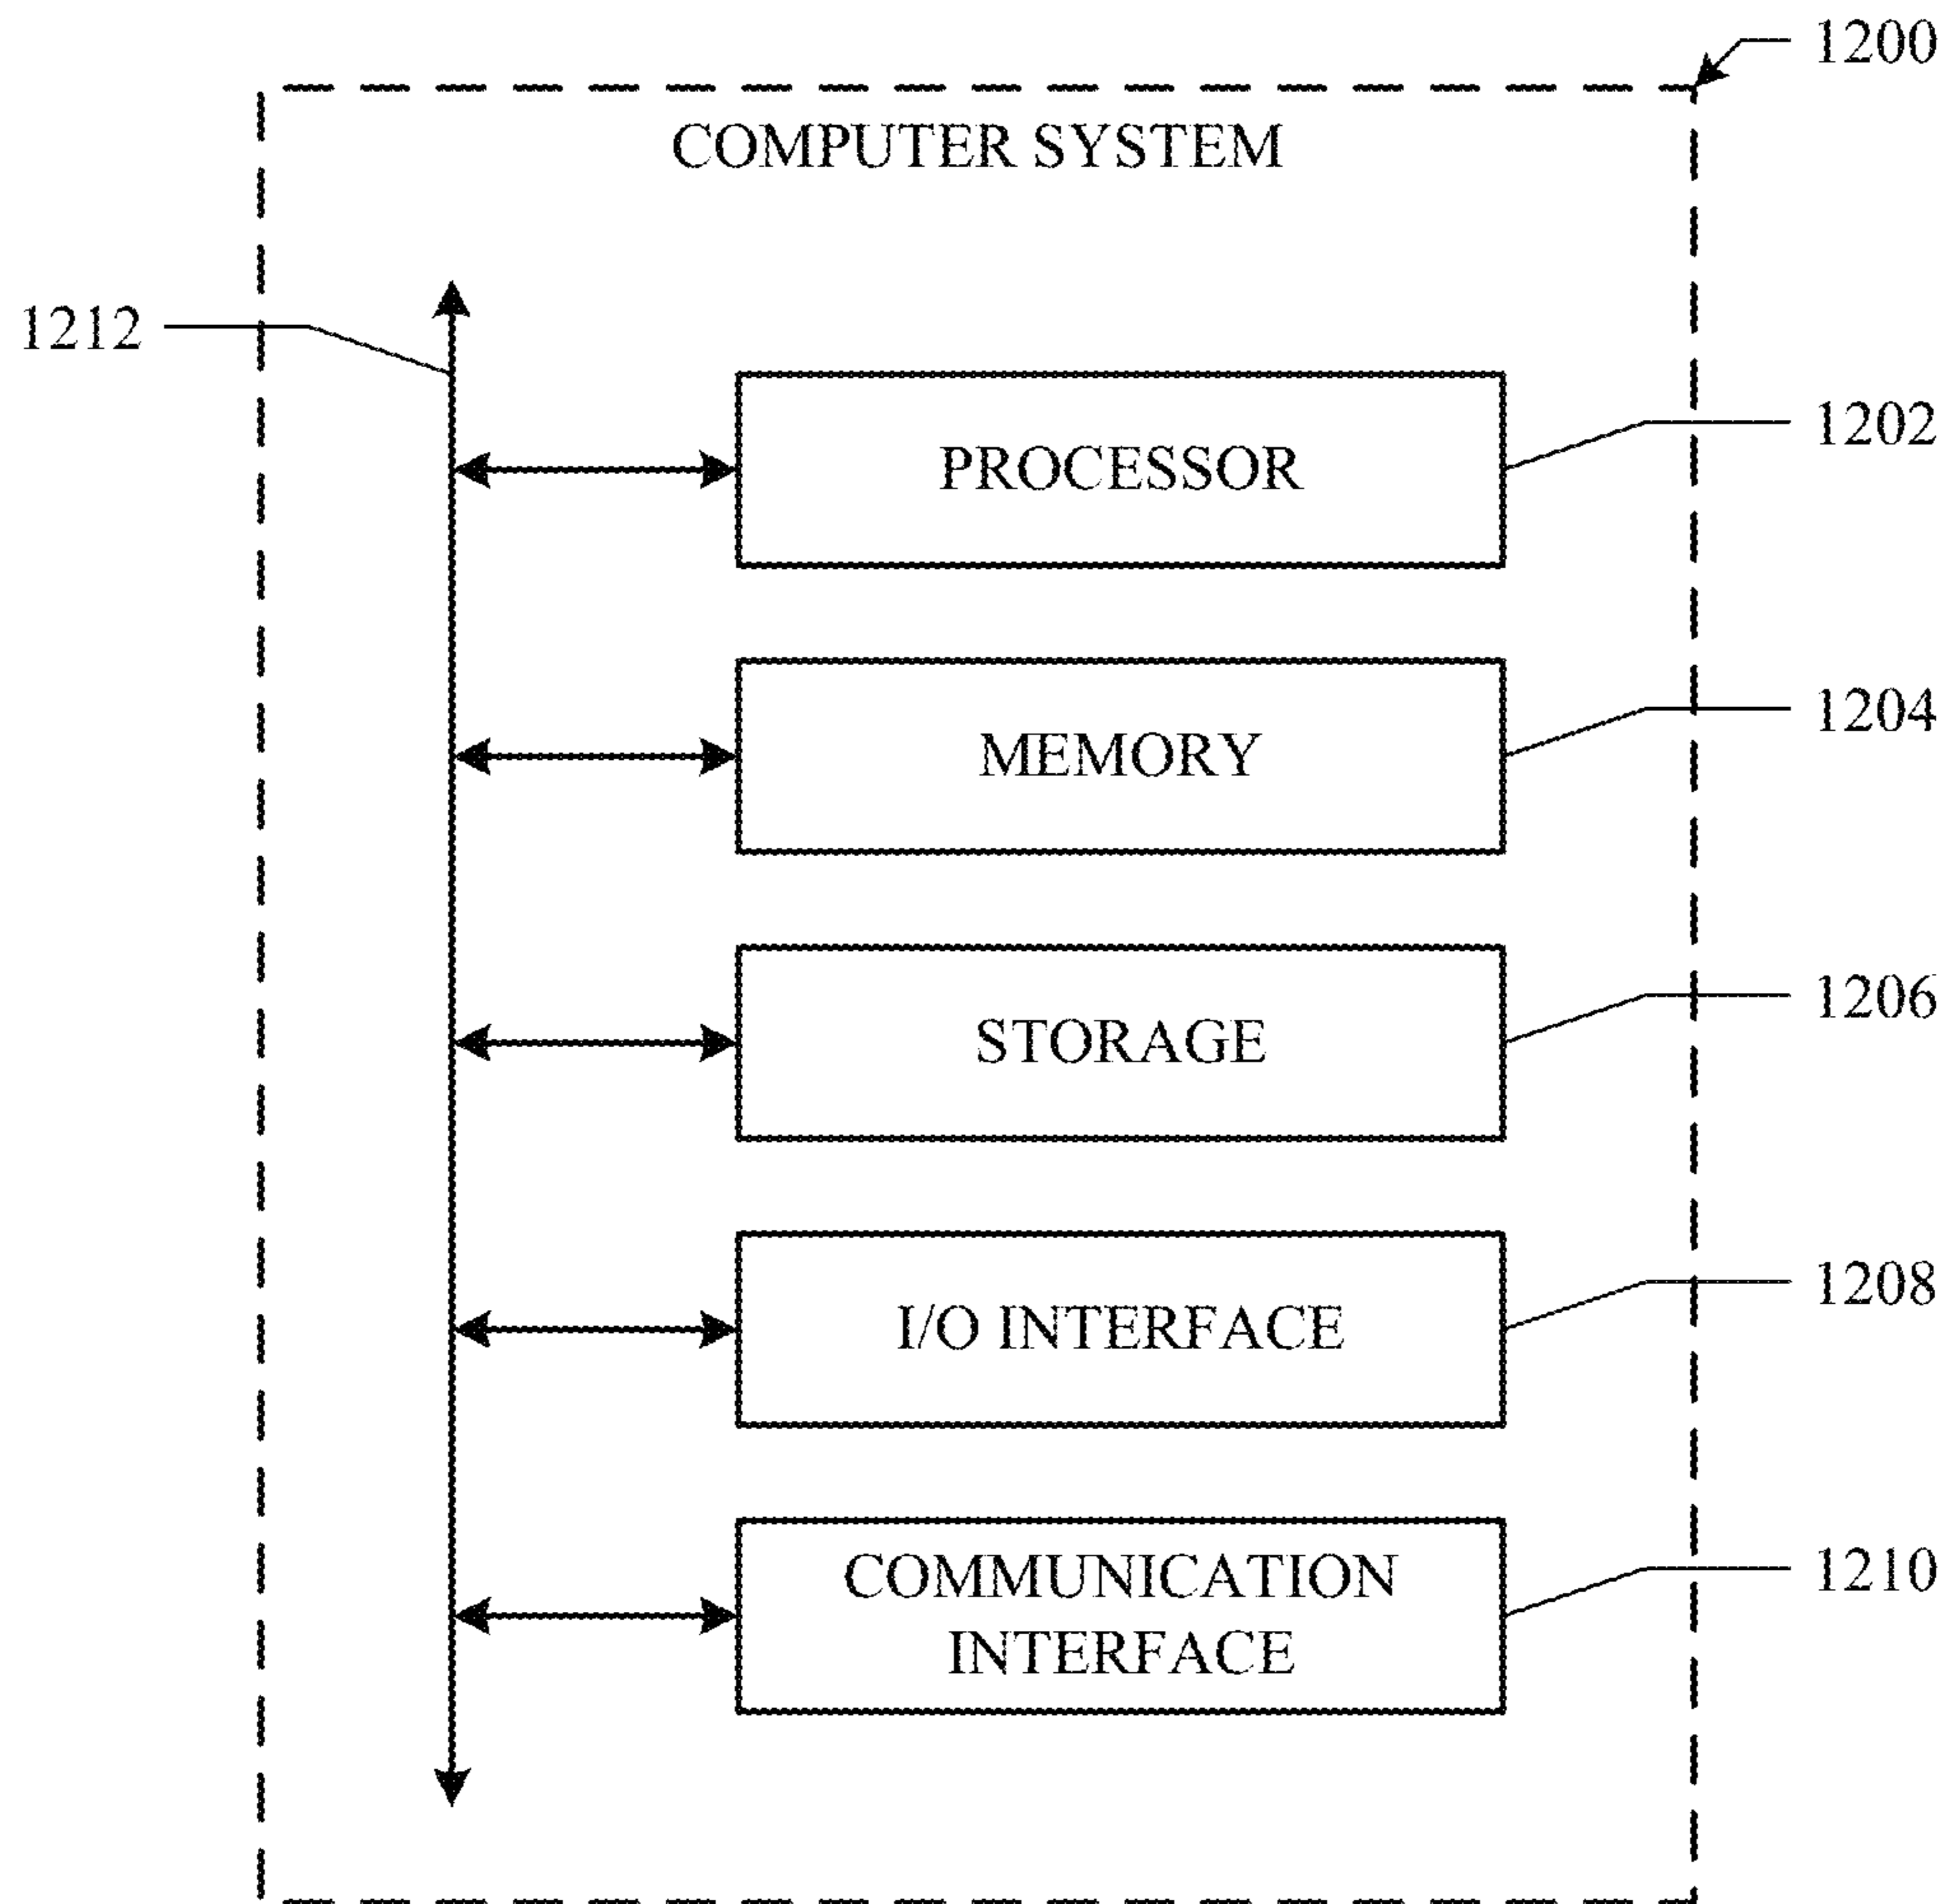 1200
COMPUTER SYSTEM
1212
PROCESSOR
1202
MEMORY
1204
STORAGE
1206
I/O INTERFACE
1208
COMMUNICATION
INTERFACE
1210